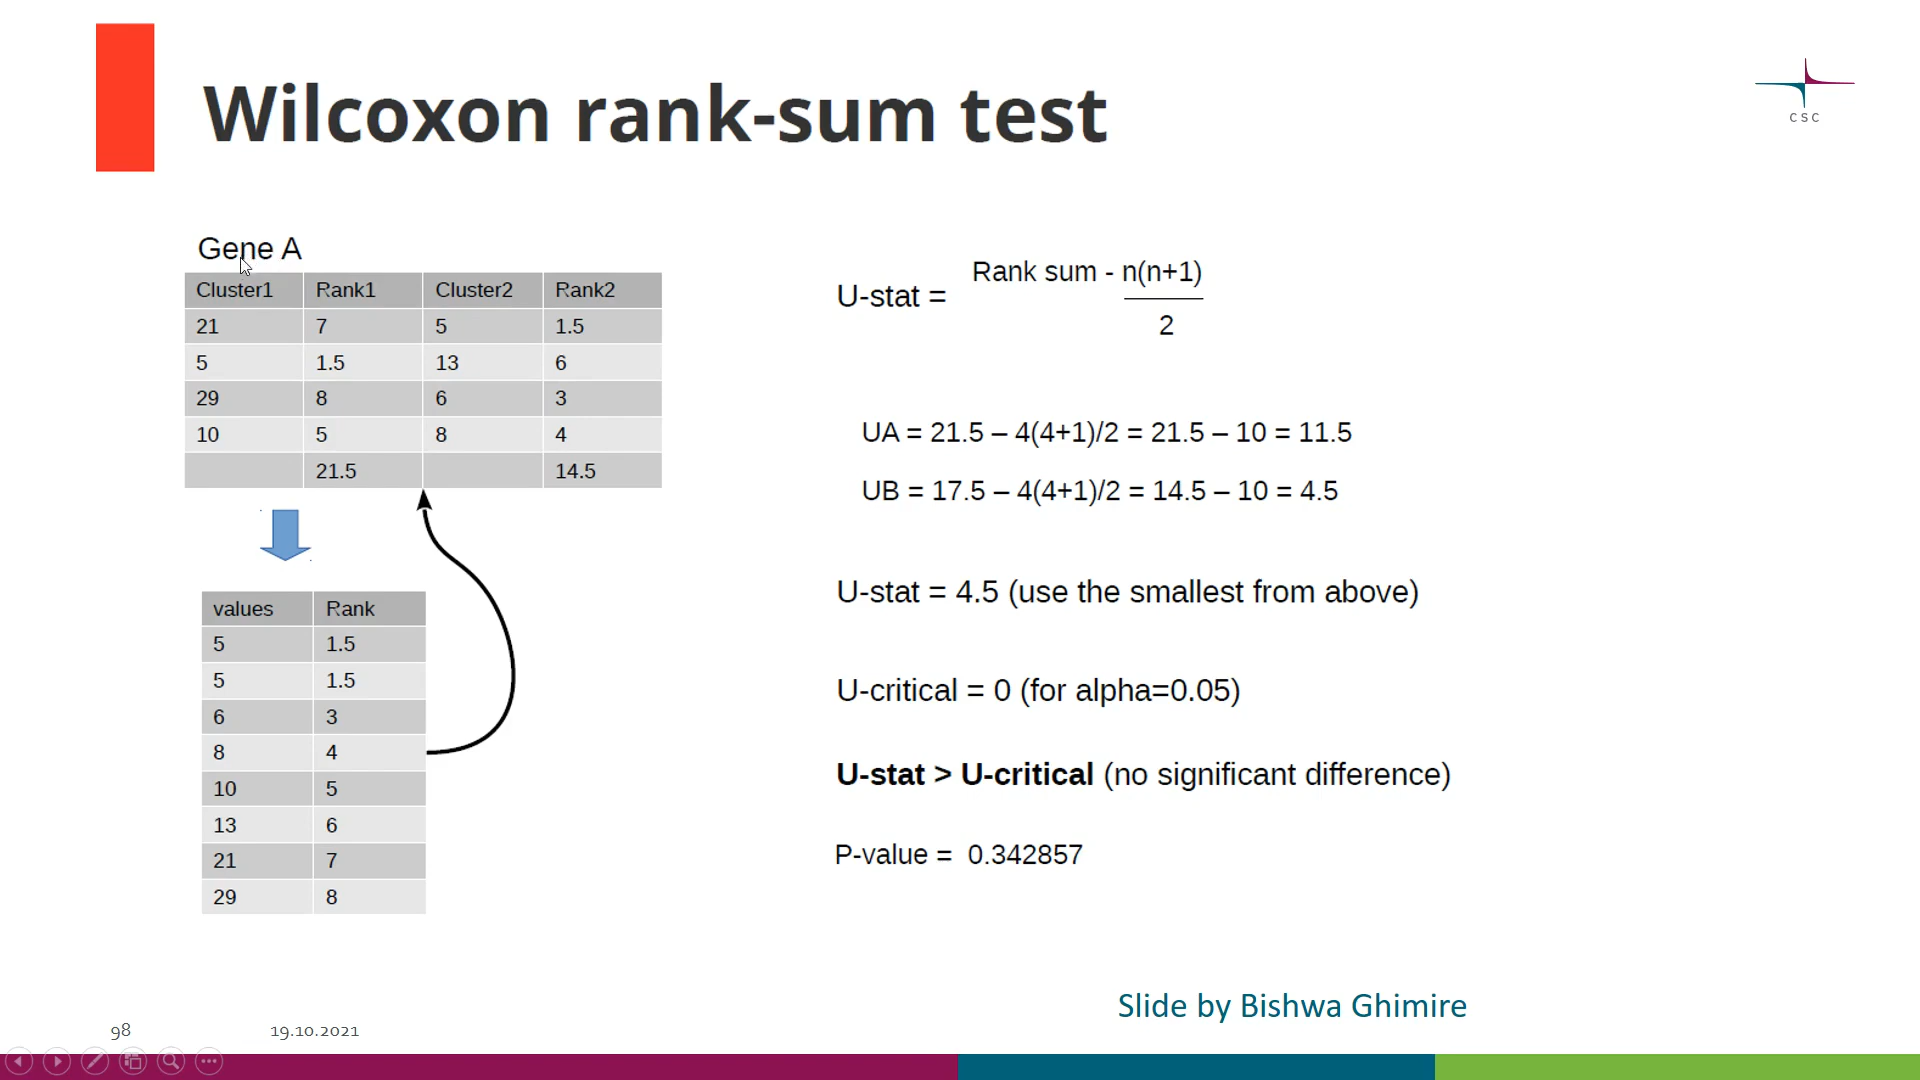 Wilcoxon rank-sum test
CSC
Gene A
Cluster1 Rank1 Cluster2 Rank2
21 7 5 1.5
5 1.5 13 6
29 8 6 3
10 5 8 4
21.5 14.5
values Rank
5 1.5
5 1.5
6 3
8 4
10 5
13 6
21 7
29 8
U-stat = Rank sum - n(n+1)
2
UA = 21.5 – 4(4+1)/2 = 21.5 – 10 = 11.5
UB = 17.5 – 4(4+1)/2 = 14.5 – 10 = 4.5
U-stat = 4.5 (use the smallest from above)
U-critical = 0 (for alpha=0.05)
U-stat > U-critical (no significant difference)
P-value = 0.342857
Slide by Bishwa Ghimire
98 19.10.2021